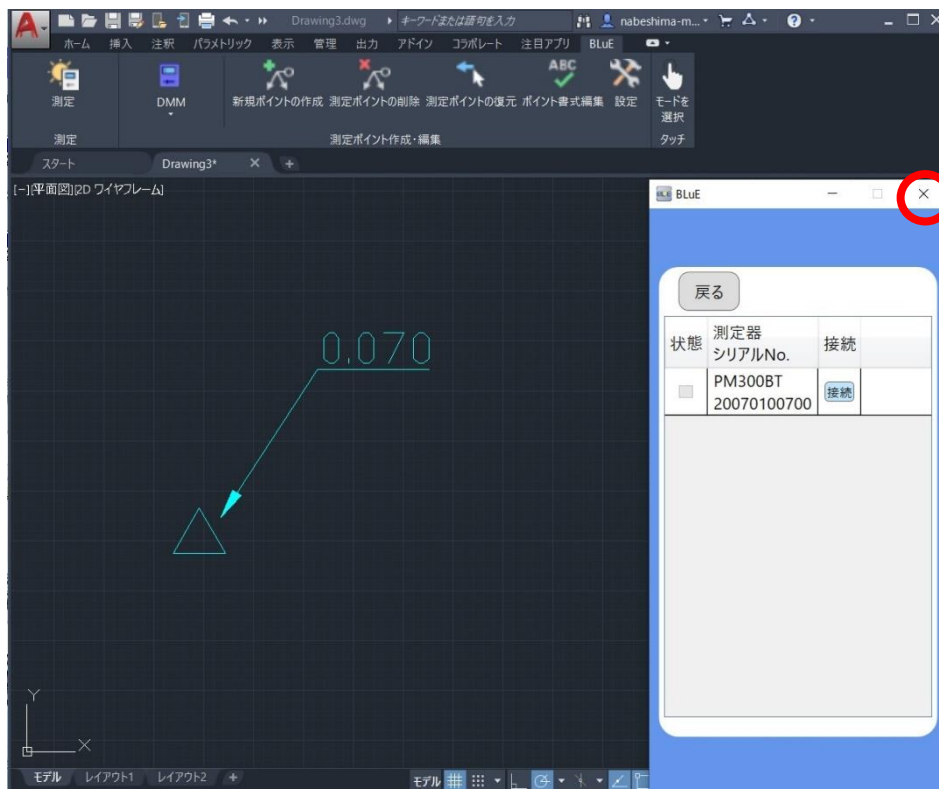 Drawing3.dwg
キーワードまたは語句を入力
nabeshima-m...
ホーム 挿入 注釈 パラメトリック 表示 管理 出力 アドイン コラボレート 注目アプリ BLuE
測定
DMM
新規ポイントの作成 測定ポイントの削除 測定ポイントの復元 ポイント書式編集 設定
ABC
モードを
選択
測定
測定ポイント作成・編集
タッチ
スタート
Drawing3*
[−][平面図][2D ワイヤフレーム]
0.070
Y
X
モデル レイアウト1 レイアウト2 +
モデル
BLuE
戻る
状態
測定器
シリアルNo.
接続
PM300BT
20070100700
接続